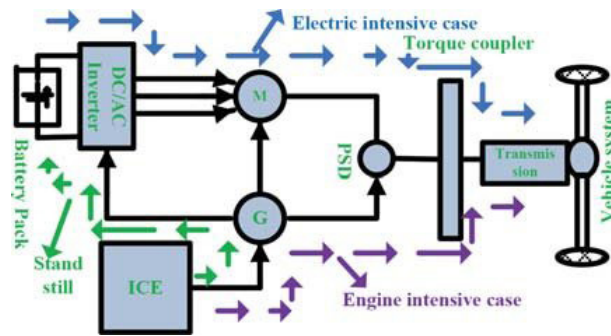 Electric intensive case
Torque coupler
DC/AC
Inverter
M
PSD
Transmis
sion
Vehicle system
Battery Pack
G
Stand
still
ICE
Engine intensive case